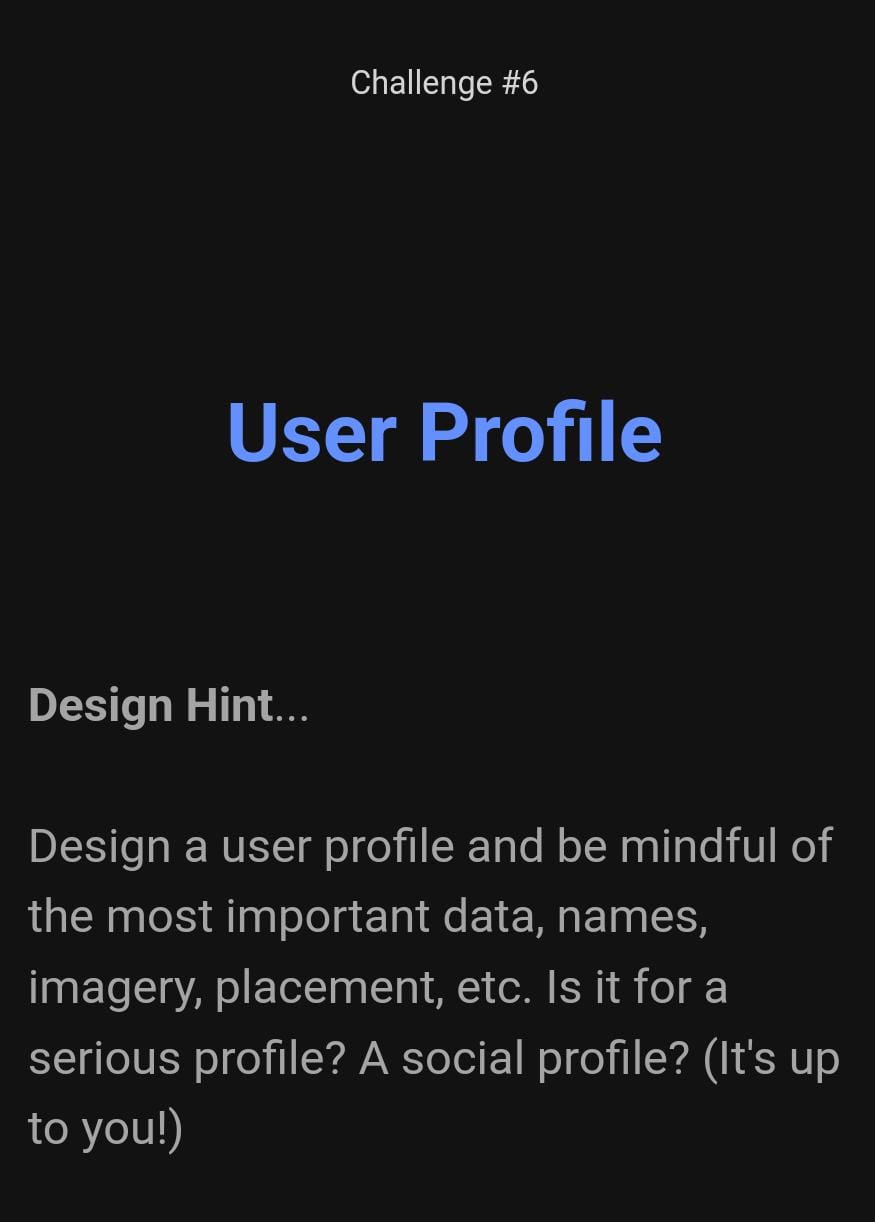 Challenge #6
User Profile
Design Hint...
Design a user profile and be mindful of
the most important data, names,
imagery, placement, etc. Is it for a
serious profile? A social profile? (It's up
to you!)